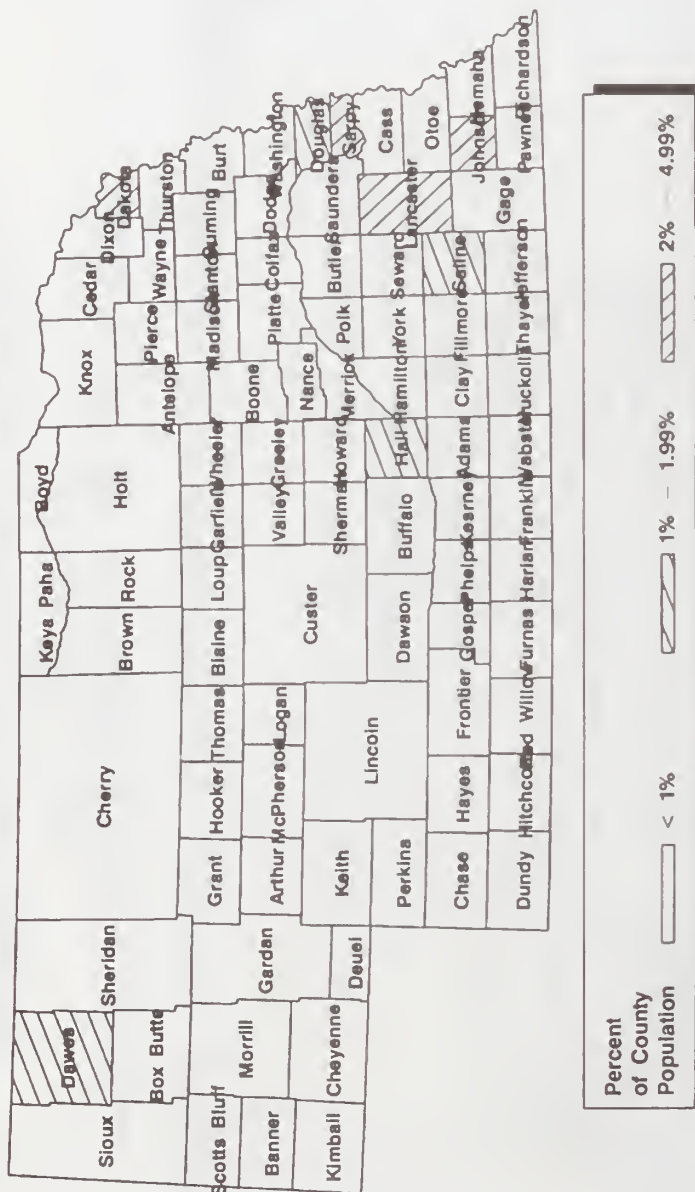 Sioux
Dawes
Box Butte
Sheridan
Cherry
Keya Paha
Brown
Rock
Boyd
Holt
Knox
Cedar
Dixon
Dakota
Antelope
Pierce
Wayne
Thurston
Scotts Bluff
Banner
Kimball
Morrill
Cheyenne
Gardan
Deuel
Grant
Hooker
Thomas
Blaine
Loup
Garfield
Wheeler
Boone
Madison
Stanton
Cuming
Burt
Arthur
McPherson
Logan
Custer
Valley
Greeley
Nance
Platte
Colfax
Dodge
Washington
Keith
Lincoln
Sherman
Howard
Merrick
Polk
Butler
Saunders
Douglas
Sarpy
Perkina
Dawson
Buffalo
Hall
Hamilton
York
Seward
Lancaster
Cass
Otoe
Chase
Hayes
Frontier
Gosper
Phelps
Kearney
Adams
Clay
Fillmore
Saline
Gage
Johnson
Nemaha
Dundy
Hitchcock
Red Willow
Furnas
Harlan
Franklin
Webster
Nuckolls
Thayer
Jefferson
Pawnee
Richardson
Percent
of County
Population
< 1%
1% - 1.99%
2% - 4.99%